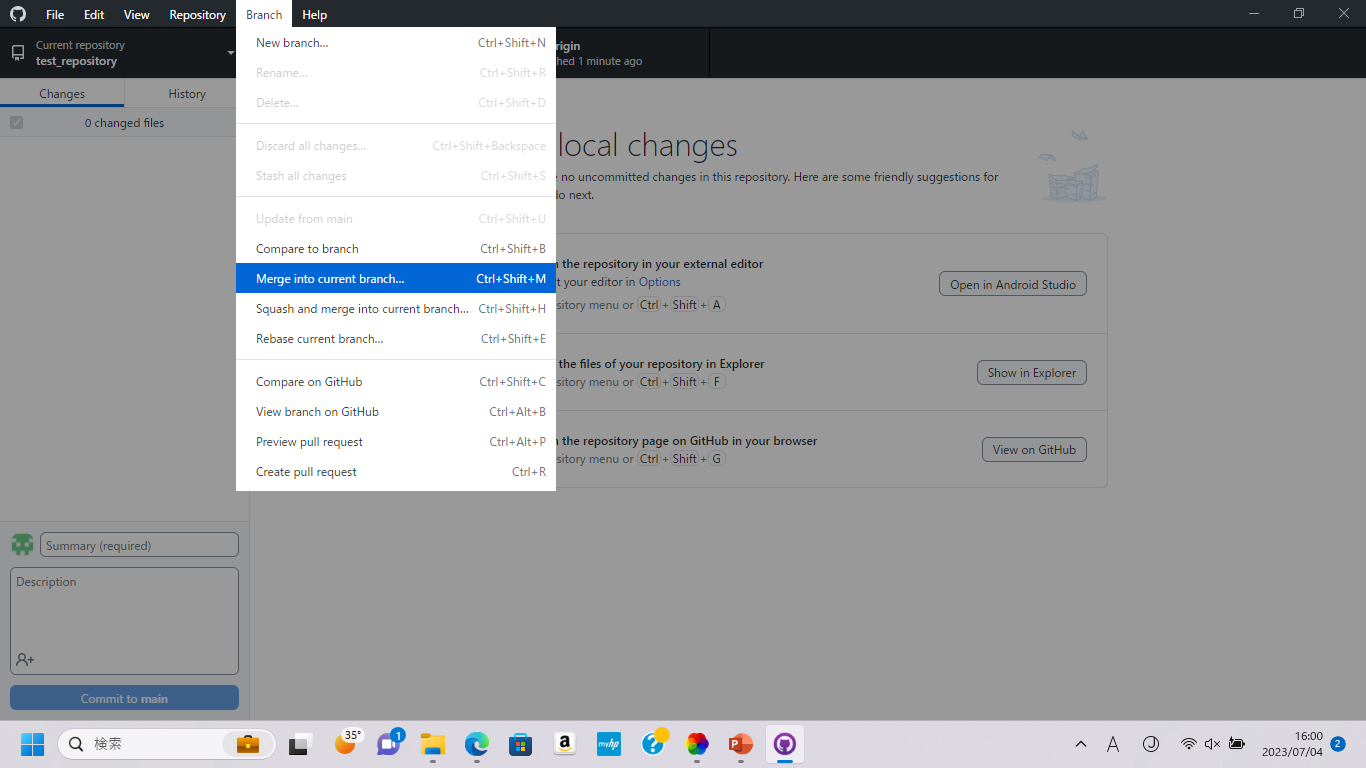 File Edit View Repository Branch Help
Current repository
test_repository
rigin
hed 1 minute ago
Changes History
0 changed files
New branch... Ctrl+Shift+N
Rename... Ctrl+Shift+R
Delete... Ctrl+Shift+D
Discard all changes... Ctrl+Shift+Backspace
Stash all changes Ctrl+Shift+S
Update from main Ctrl+Shift+U
Compare to branch Ctrl+Shift+B
Merge into current branch... Ctrl+Shift+M
Squash and merge into current branch... Ctrl+Shift+H
Rebase current branch... Ctrl+Shift+E
Compare on GitHub Ctrl+Shift+C
View branch on GitHub Ctrl+Alt+B
Preview pull request Ctrl+Alt+P
Create pull request Ctrl+R
local changes
no uncommitted changes in this repository. Here are some friendly suggestions for
o next.
the repository in your external editor
t your editor in Options
sitory menu or Ctrl + Shift + A
Open in Android Studio
the files of your repository in Explorer
sitory menu or Ctrl + Shift + F
Show in Explorer
the repository page on GitHub in your browser
sitory menu or Ctrl + Shift + G
View on GitHub
Summary (required)
Description
Commit to main
検索
35°
1
a
myhp
?
P
A
J
16:00
2023/07/04
2